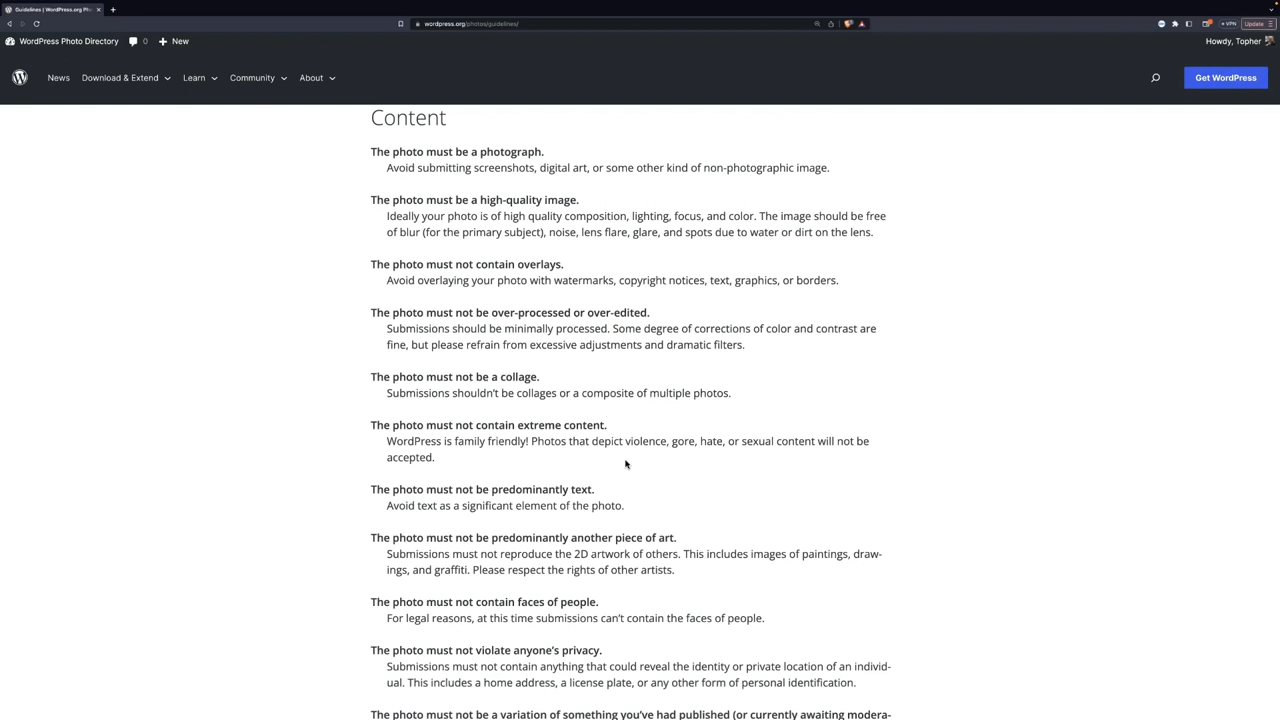 Guidelines | WordPress.org Pho
wordpress.org/photos/guidelines/
VPN
Update
WordPress Photo Directory
0
New
Howdy, Topher
News
Download & Extend
Learn
Community
About
Get WordPress
Content
The photo must be a photograph.
Avoid submitting screenshots, digital art, or some other kind of non-photographic image.
The photo must be a high-quality image.
Ideally your photo is of high quality composition, lighting, focus, and color. The image should be free
of blur (for the primary subject), noise, lens flare, glare, and spots due to water or dirt on the lens.
The photo must not contain overlays.
Avoid overlaying your photo with watermarks, copyright notices, text, graphics, or borders.
The photo must not be over-processed or over-edited.
Submissions should be minimally processed. Some degree of corrections of color and contrast are
fine, but please refrain from excessive adjustments and dramatic filters.
The photo must not be a collage.
Submissions shouldn’t be collages or a composite of multiple photos.
The photo must not contain extreme content.
WordPress is family friendly! Photos that depict violence, gore, hate, or sexual content will not be
accepted.
The photo must not be predominantly text.
Avoid text as a significant element of the photo.
The photo must not be predominantly another piece of art.
Submissions must not reproduce the 2D artwork of others. This includes images of paintings, draw-
ings, and graffiti. Please respect the rights of other artists.
The photo must not contain faces of people.
For legal reasons, at this time submissions can’t contain the faces of people.
The photo must not violate anyone’s privacy.
Submissions must not contain anything that could reveal the identity or private location of an individ-
ual. This includes a home address, a license plate, or any other form of personal identification.
The photo must not be a variation of something you’ve had published (or currently awaiting modera-